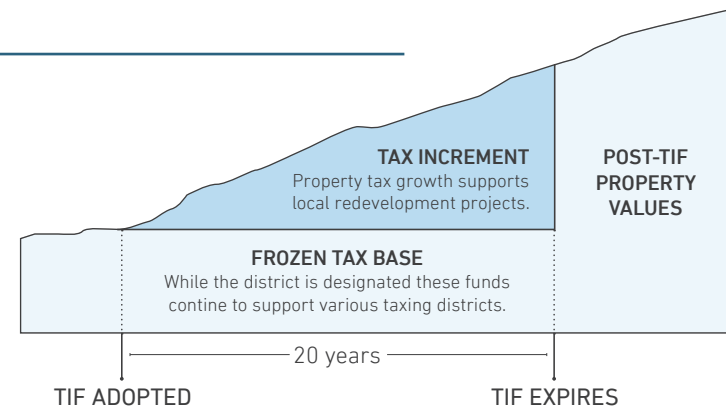 TAX INCREMENT
Property tax growth supports
local redevelopment projects.
POST-TIF
PROPERTY
VALUES
FROZEN TAX BASE
While the district is designated these funds
contine to support various taxing districts.
20 years
TIF ADOPTED
TIF EXPIRES